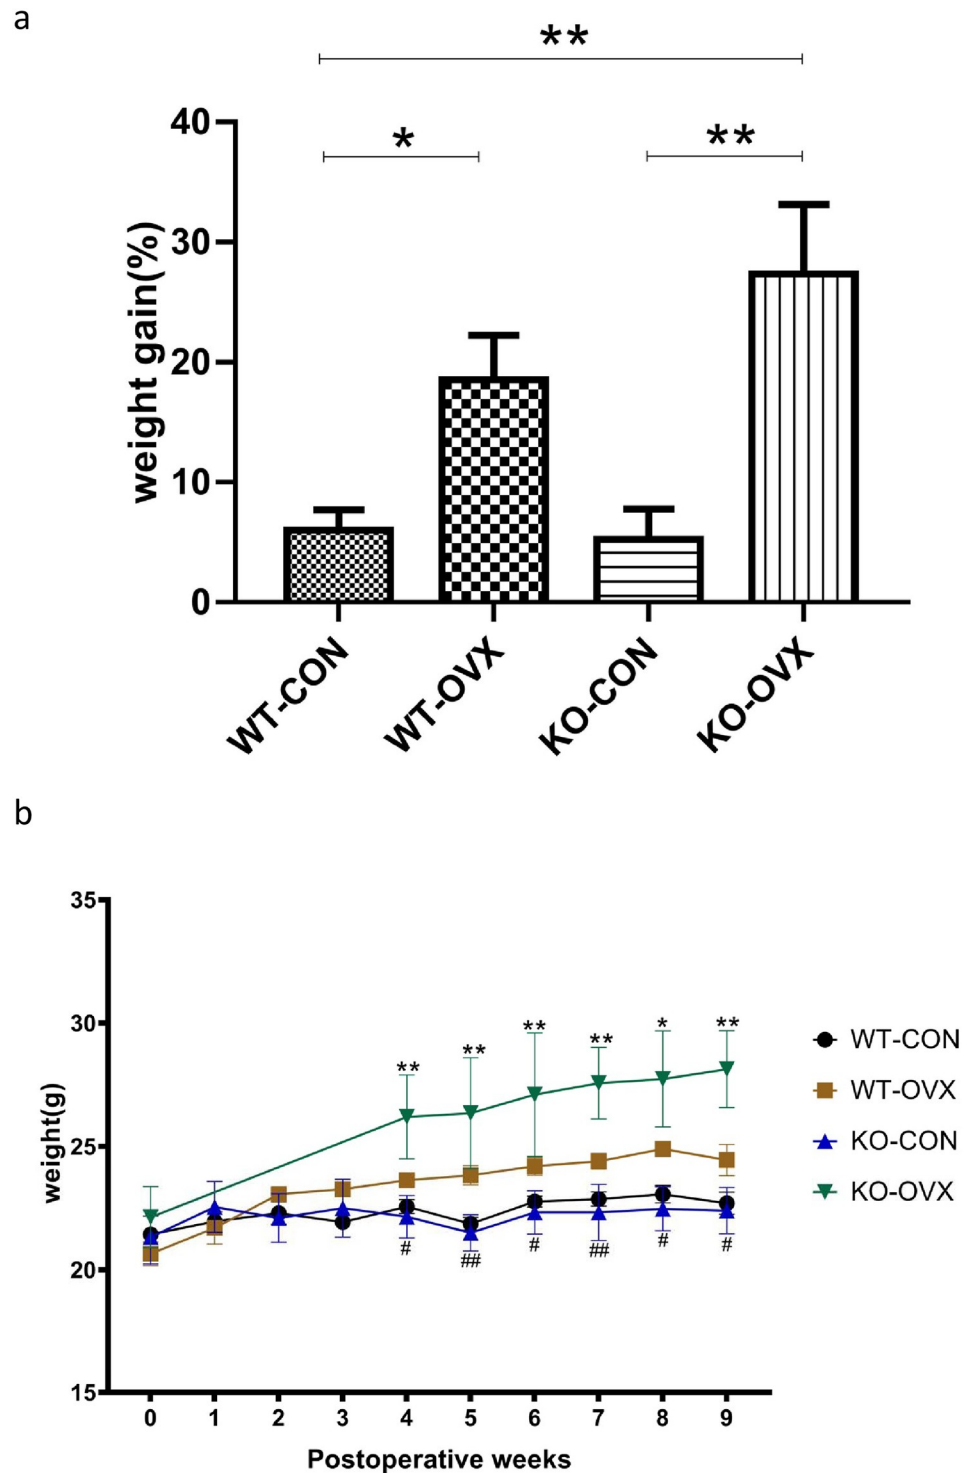 a
**
40
*
**
30
20
10
0
weight gain(%)
WT-CON
WT-OVX
KO-CON
KO-OVX
b
35
30
25
20
15
weight(g)
**
**
**
**
*
**
#
##
#
##
#
#
WT-CON
WT-OVX
KO-CON
KO-OVX
0 1 2 3 4 5 6 7 8 9
Postoperative weeks